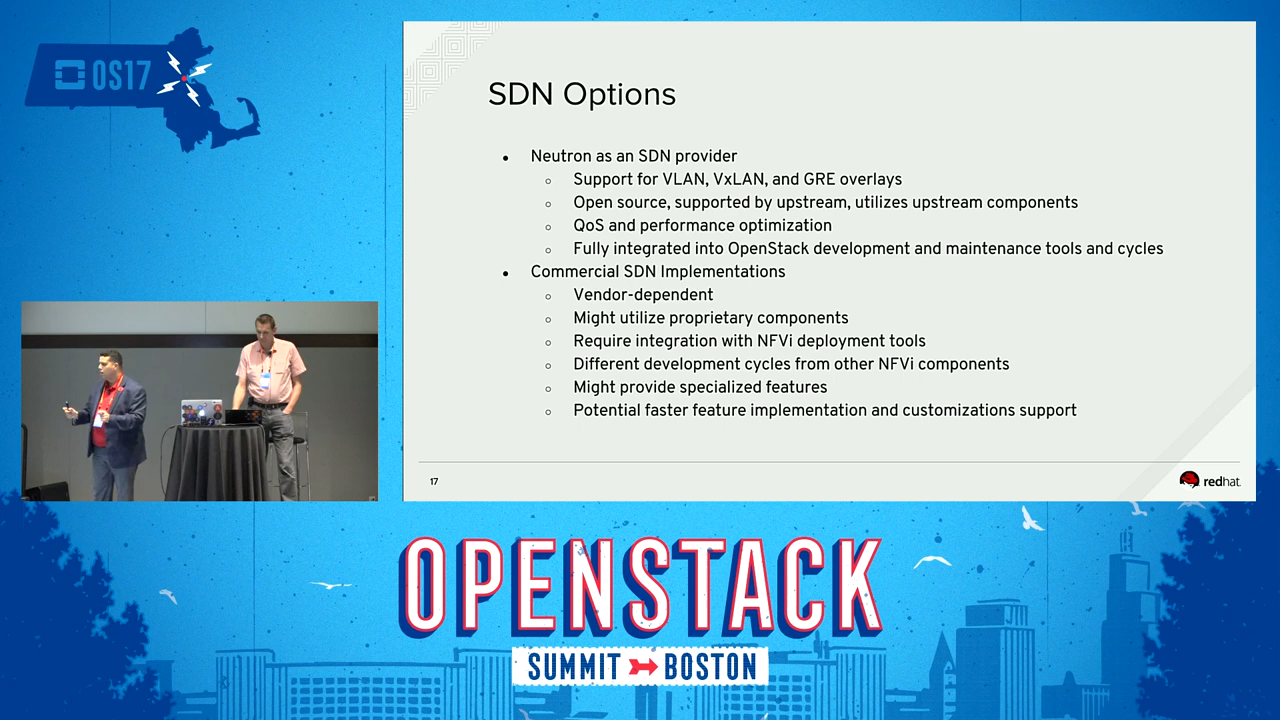 OS17
SDN Options
● Neutron as an SDN provider
○ Support for VLAN, VxLAN, and GRE overlays
○ Open source, supported by upstream, utilizes upstream components
○ QoS and performance optimization
○ Fully integrated into OpenStack development and maintenance tools and cycles
● Commercial SDN Implementations
○ Vendor-dependent
○ Might utilize proprietary components
○ Require integration with NFVi deployment tools
○ Different development cycles from other NFVi components
○ Might provide specialized features
○ Potential faster feature implementation and customizations support
17
redhat.
OPENSTACK
SUMMIT BOSTON